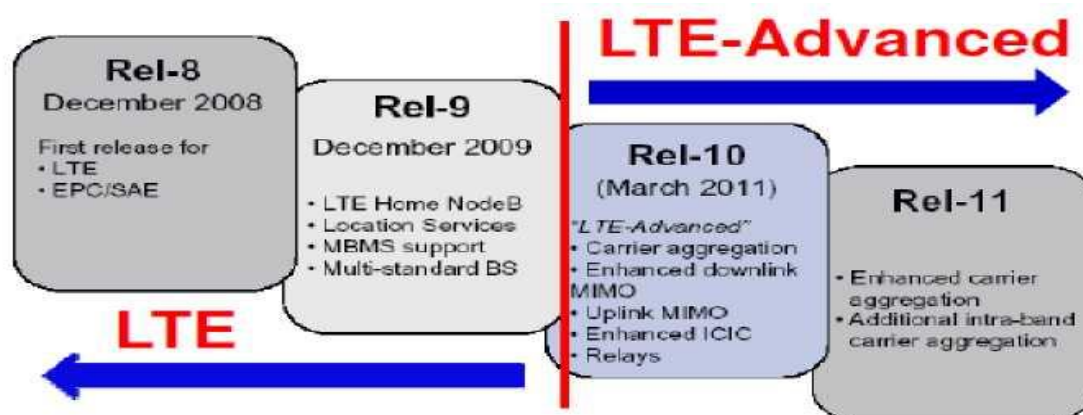 LTE-Advanced
Rel-8
December 2008
First release for
• LTE
• EPC/SAE
Rel-9
December 2009
• LTE Home NodeB
• Location Services
• MBMS support
• Multi-standard BS
Rel-10
(March 2011)
"LTE-Advanced"
• Carrier aggregation
• Enhanced downlink
MIMO
• Uplink MIMO
• Enhanced ICIC
• Relays
Rel-11
• Enhanced carrier
aggregation
• Additional intra-band
carrier aggregation
LTE